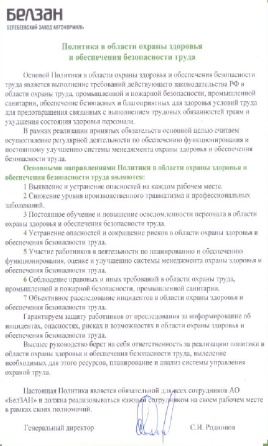 БЕЛЗАН
БЕЛЕБЕЕВСКИЙ ЗАВОД АВТОНОРМАЛЬ
Политика в области охраны здоровья
и обеспечения безопасности труда
Основой Политики в области охраны здоровья и обеспечения безопасности
труда является выполнение требований действующего законодательства РФ в
области охраны труда, промышленной и пожарной безопасности, промышленной
санитарии, обеспечение безопасных и благоприятных для здоровья условий труда
для предотвращения связанных с выполнением трудовых обязанностей травм и
ухудшения состояния здоровья персонала.
В рамках реализации принятых обязательств основной целью считаем
осуществление регулярной деятельности по обеспечению функционирования и
постоянному улучшению системы менеджмента охраны здоровья и обеспечения
безопасности труда.
Основными направлениями Политики в области охраны здоровья и
обеспечения безопасности труда являются:
1 Выявление и устранение опасностей на каждом рабочем месте.
2 Снижение уровня производственного травматизма и профессиональных
заболеваний.
3 Постоянное обучение и повышение осведомленности персонала в области
охраны здоровья и обеспечения безопасности труда.
4 Устранение опасностей и сокращение рисков в области охраны здоровья и
обеспечения безопасности труда.
5 Участие работников в деятельности по планированию и обеспечению
функционирования, оценке и улучшению системы менеджмента охраны здоровья и
обеспечения безопасности труда.
6 Соблюдение правовых и иных требований в области охраны труда,
промышленной и пожарной безопасности, промышленной санитарии.
7 Объективное расследование инцидентов в области охраны здоровья и
обеспечения безопасности труда.
Гарантируем защиту работников от преследования за информирование об
инцидентах, опасностях, рисках и возможностях в области охраны здоровья и
обеспечения безопасности труда.
Высшее руководство берет на себя ответственность за реализацию политики
в области охраны здоровья и обеспечения безопасности труда, выделение
необходимых для этого ресурсов, планирование и анализ системы управления
охраной труда.
Настоящая Политика является обязательной для всех сотрудников АО
«БелЗАН» и должна реализовываться каждым сотрудником на своем рабочем месте
в рамках своих полномочий.
Генеральный директор С.И. Родионов